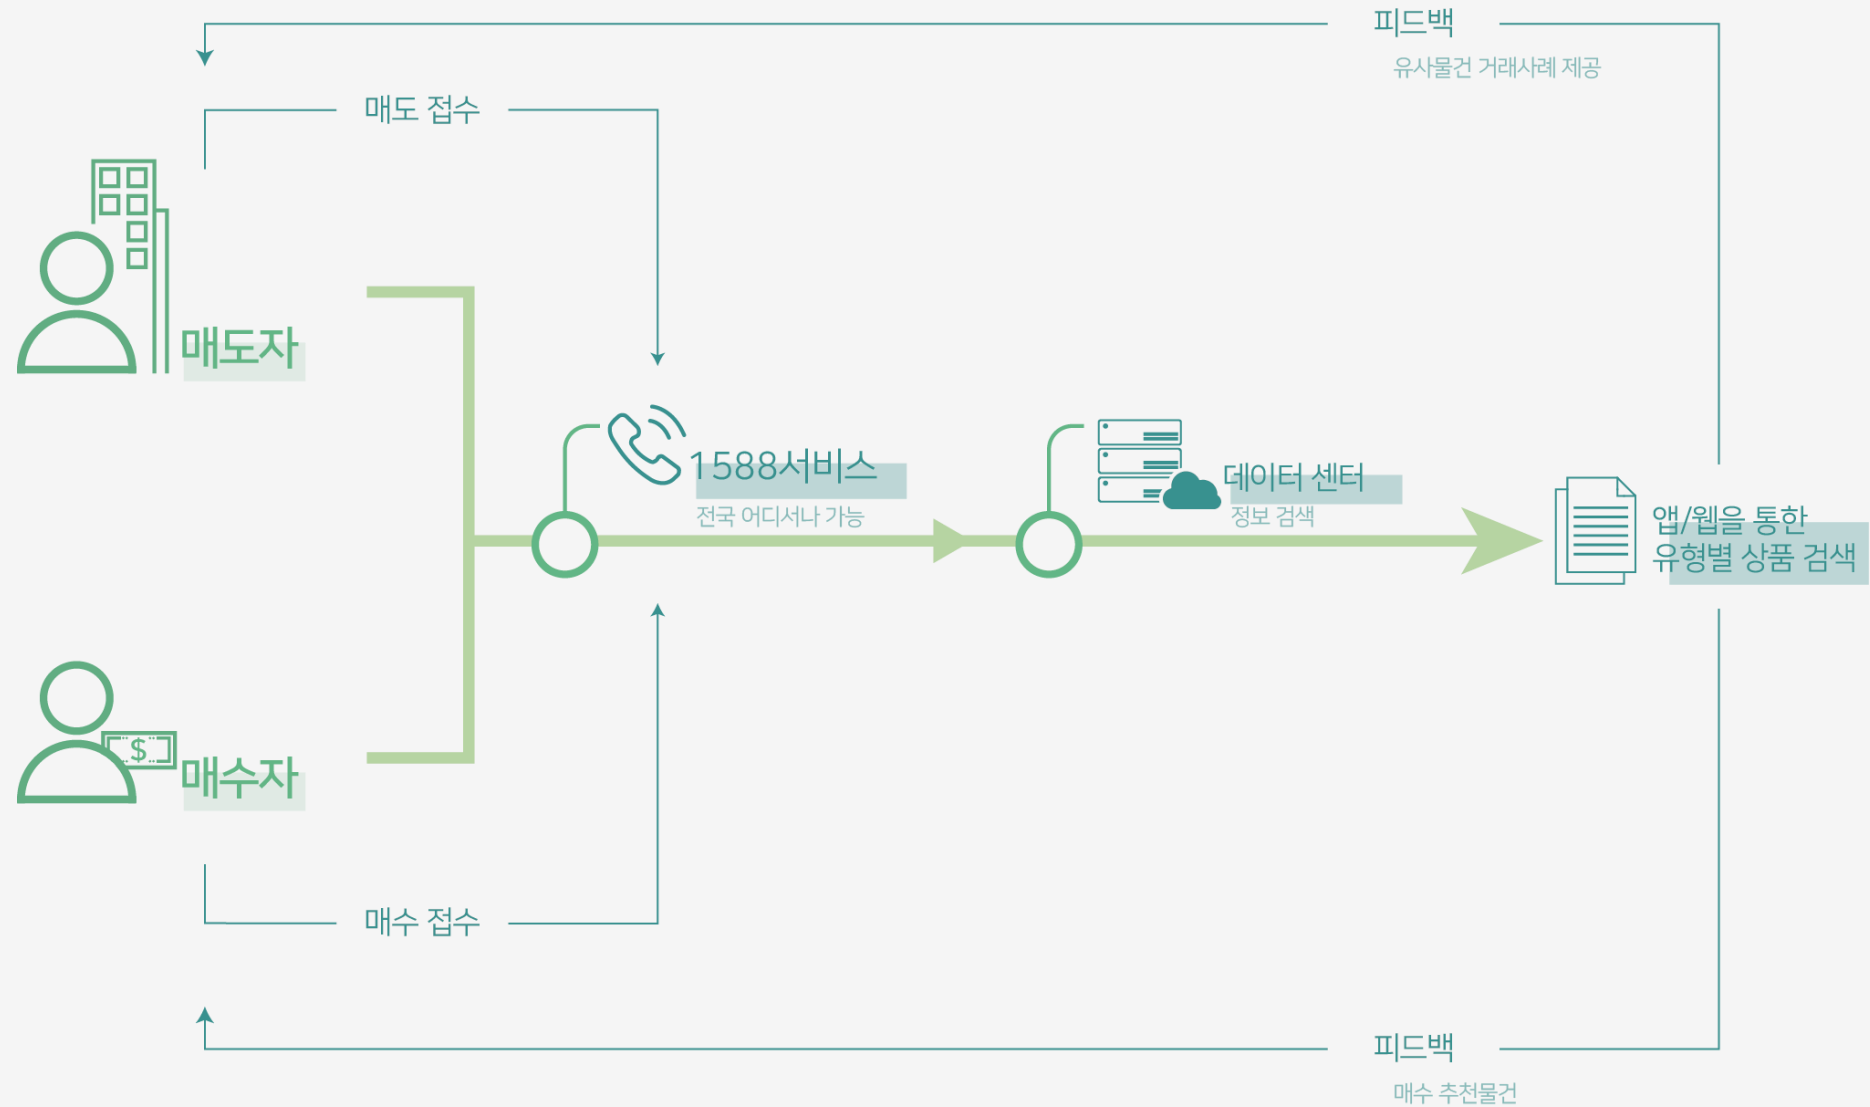 피드백
유사물건 거래사례 제공
매도 접수
매도자
1588서비스
전국 어디서나 가능
데이터 센터
정보 검색
앱/웹을 통한
유형별 상품 검색
$
매수자
매수 접수
피드백
매수 추천물건